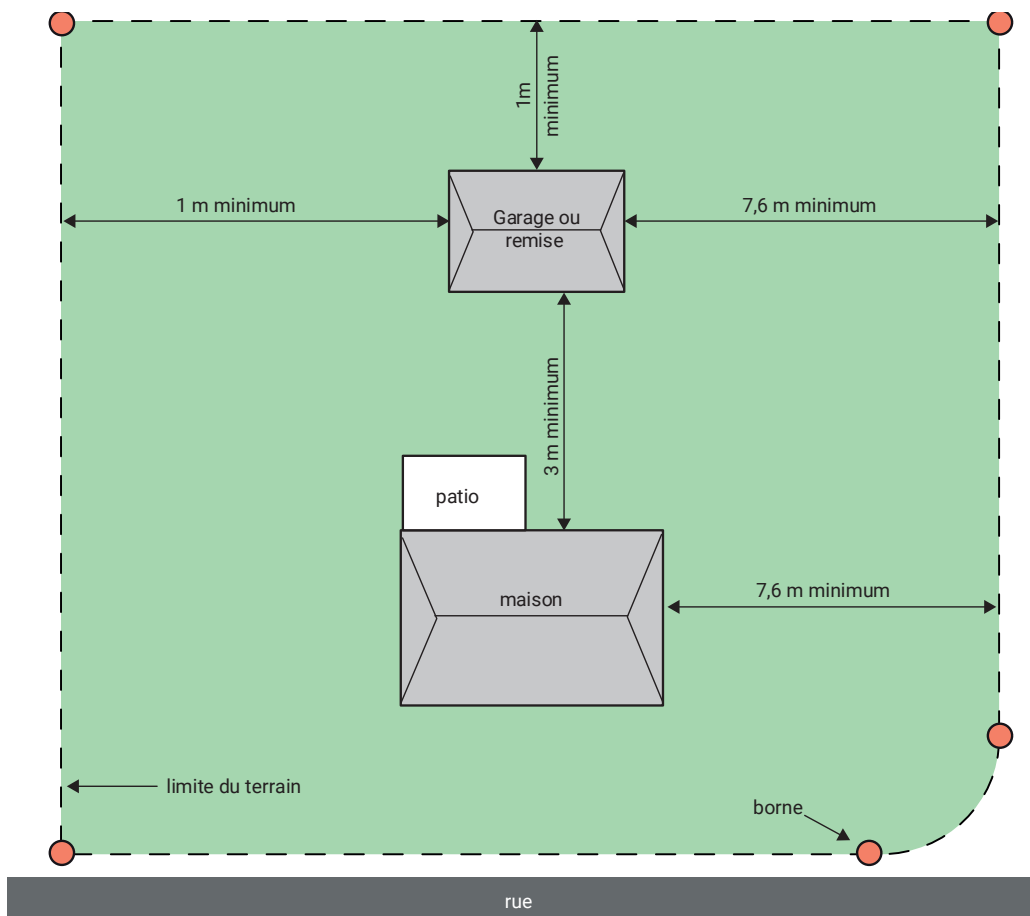 1m
minimum
1 m minimum
Garage ou
remise
7,6 m minimum
3 m minimum
patio
maison
7,6 m minimum
limite du terrain
borne
rue